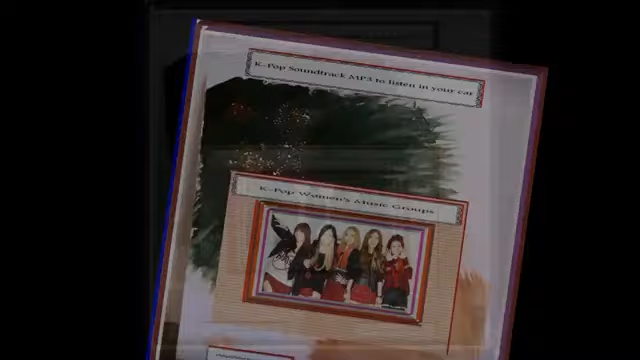 K-Pop Soundtrack MP3 to listen in your car
K-Pop Women's Music Groups